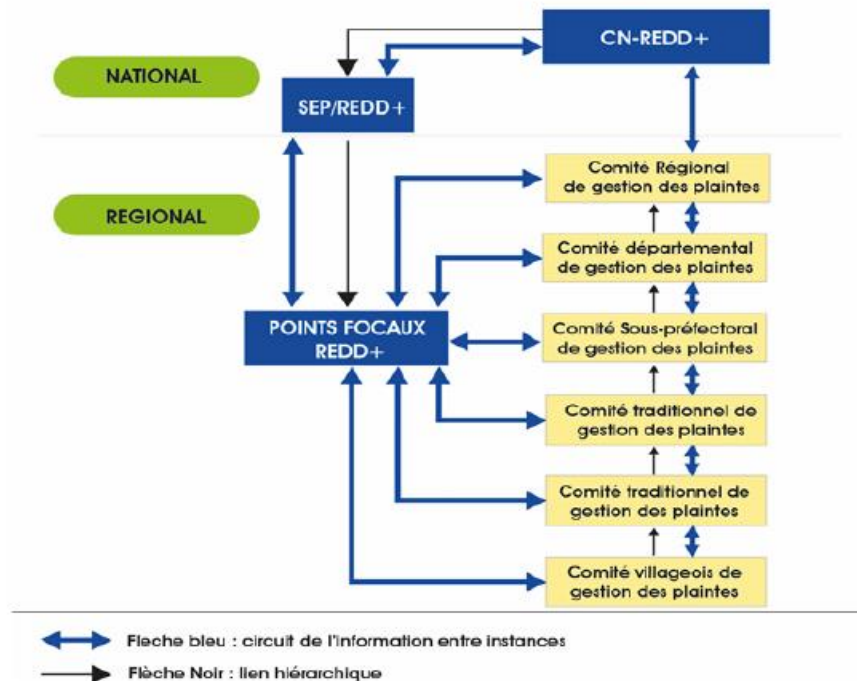 CN-REDD+
NATIONAL
SEP/REDD+
Comité Régional
de gestion des plaintes
REGIONAL
Comité départemental
de gestion des plaintes
POINTS FOCAUX
REDD+
Comité Sous-préfectoral
de gestion des plaintes
Comité traditionnel de
gestion des plaintes
Comité traditionnel de
gestion des plaintes
Comité villageois de
gestion des plaintes
Fleche bleu : circuit de l'information entre instances
Flèche Noir : lien hiérarchique